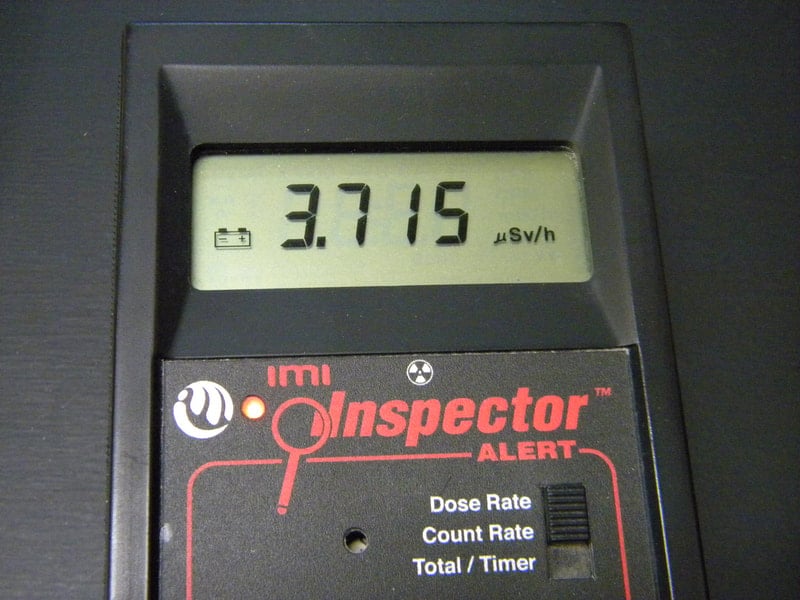 3.715 μSv/h
imi
Inspector™
ALERT
Dose Rate
Count Rate
Total / Timer